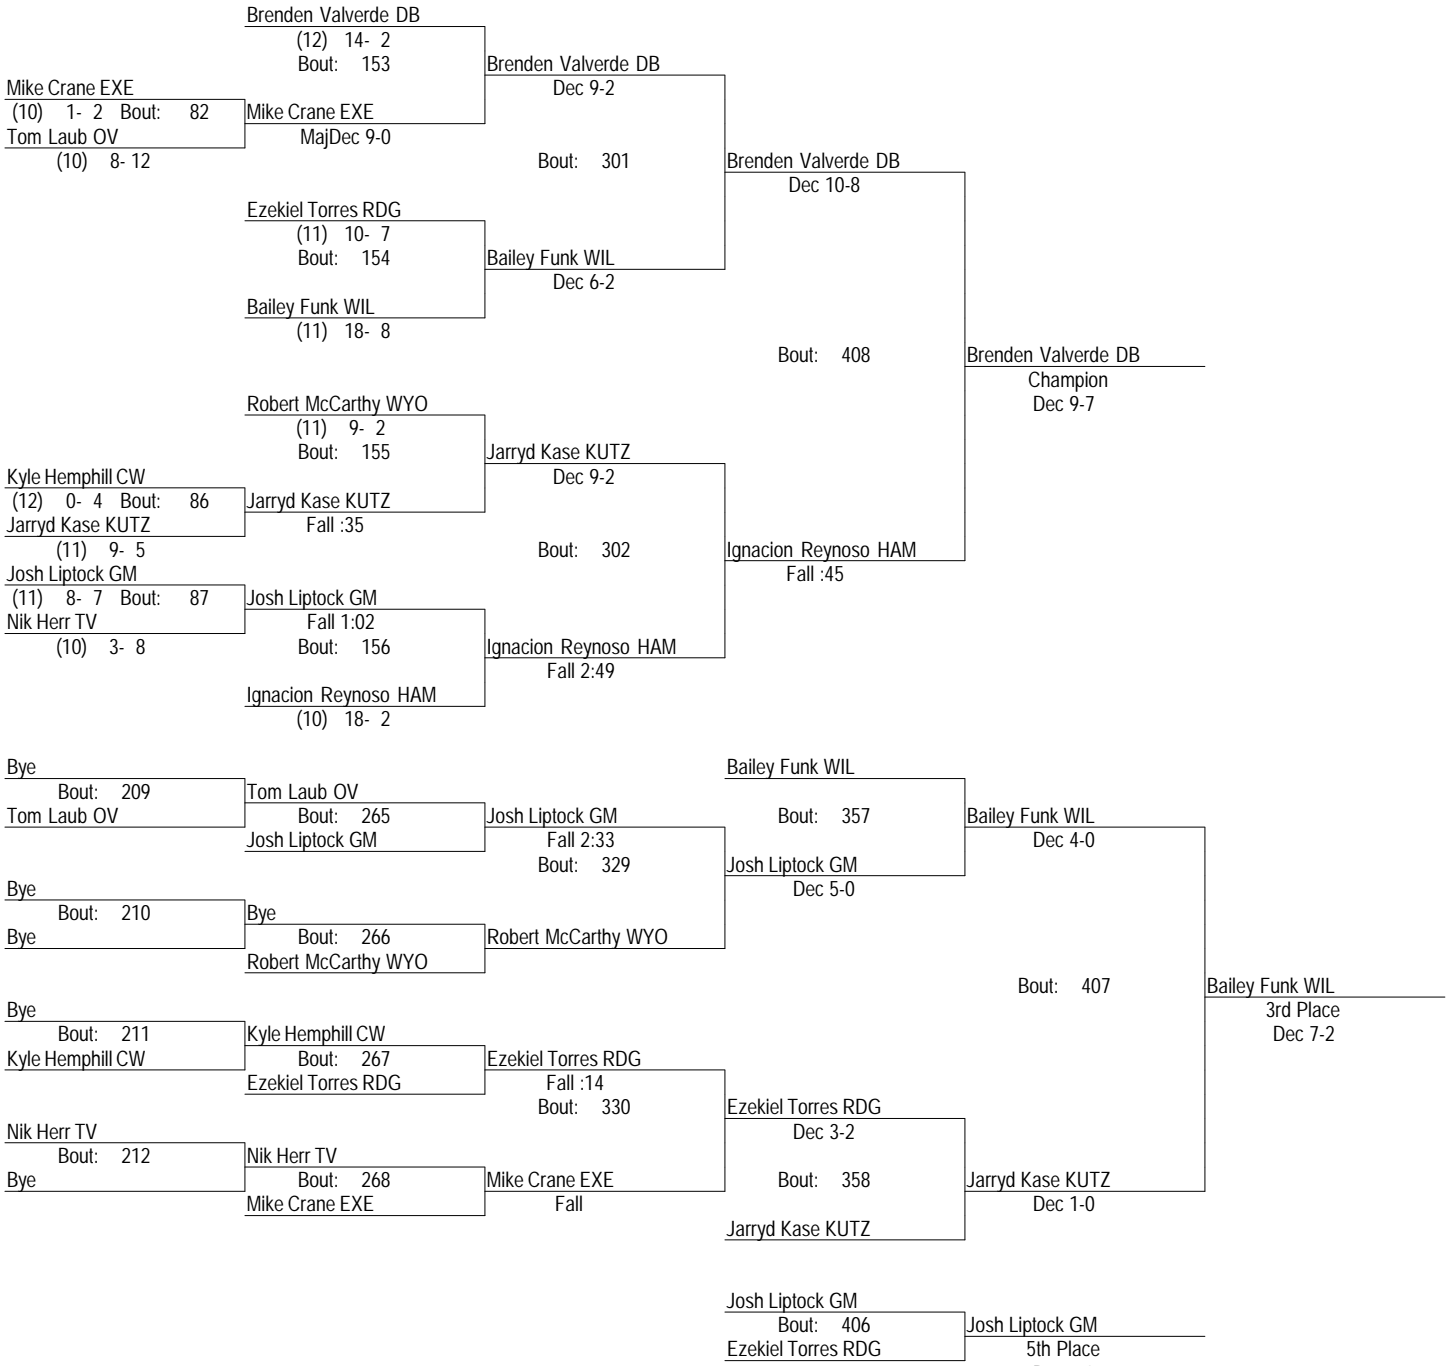 Brenden Valverde DB
(12) 14- 2
Bout: 153
Brenden Valverde DB
Dec 9-2
Mike Crane EXE
(10) 1- 2 Bout: 82
Mike Crane EXE
Tom Laub OV
MajDec 9-0
(10) 8- 12
Bout: 301
Brenden Valverde DB
Dec 10-8
Ezekiel Torres RDG
(11) 10- 7
Bout: 154
Bailey Funk WIL
Dec 6-2
Bailey Funk WIL
(11) 18- 8
Bout: 408
Brenden Valverde DB
Champion
Dec 9-7
Robert McCarthy WYO
(11) 9- 2
Bout: 155
Jarryd Kase KUTZ
Dec 9-2
Kyle Hemphill CW
(12) 0- 4 Bout: 86
Jarryd Kase KUTZ
Jarryd Kase KUTZ
Fall :35
(11) 9- 5
Bout: 302
Ignacion Reynoso HAM
Fall :45
Josh Liptock GM
(11) 8- 7 Bout: 87
Josh Liptock GM
Nik Herr TV
Fall 1:02
(10) 3- 8
Bout: 156
Ignacion Reynoso HAM
Fall 2:49
Ignacion Reynoso HAM
(10) 18- 2
Bye
Bout: 209
Tom Laub OV
Tom Laub OV
Bout: 265
Josh Liptock GM
Josh Liptock GM
Fall 2:33
Bout: 329
Bailey Funk WIL
Bout: 357
Josh Liptock GM
Dec 5-0
Bailey Funk WIL
Dec 4-0
Bye
Bout: 210
Bye
Bye
Bout: 266
Robert McCarthy WYO
Robert McCarthy WYO
Bout: 407
Bailey Funk WIL
3rd Place
Dec 7-2
Bye
Bout: 211
Kyle Hemphill CW
Kyle Hemphill CW
Bout: 267
Ezekiel Torres RDG
Ezekiel Torres RDG
Fall :14
Bout: 330
Ezekiel Torres RDG
Dec 3-2
Nik Herr TV
Bout: 212
Bye
Nik Herr TV
Bout: 268
Mike Crane EXE
Mike Crane EXE
Fall
Bout: 358
Jarryd Kase KUTZ
Jarryd Kase KUTZ
Dec 1-0
Josh Liptock GM
Bout: 406
Ezekiel Torres RDG
Josh Liptock GM
5th Place